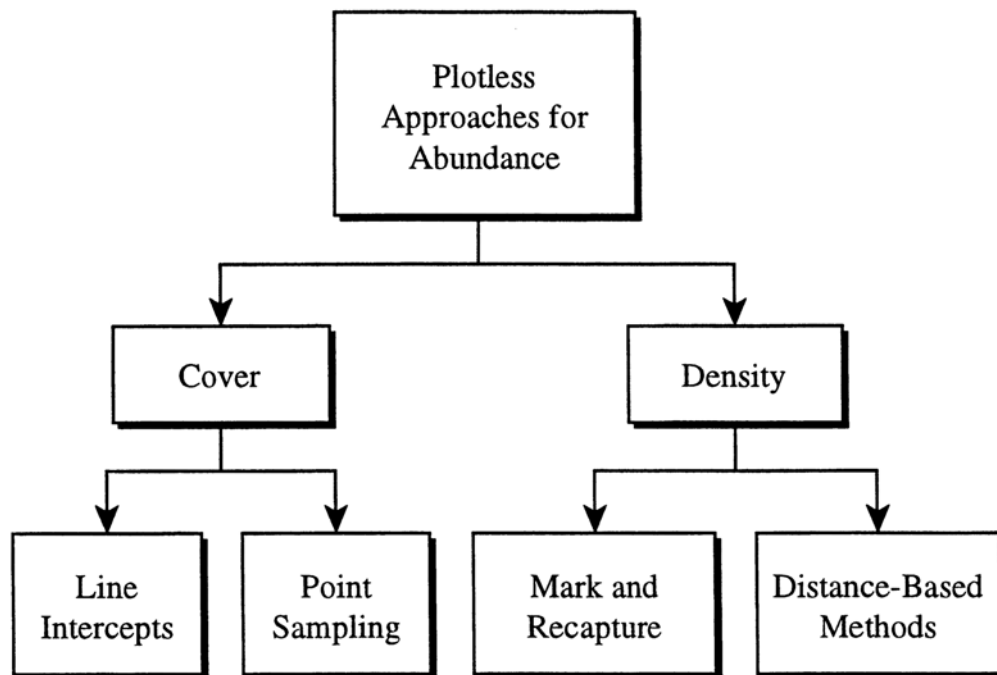 Plotless
Approaches for
Abundance
Cover
Density
Line
Intercepts
Point
Sampling
Mark and
Recapture
Distance-Based
Methods